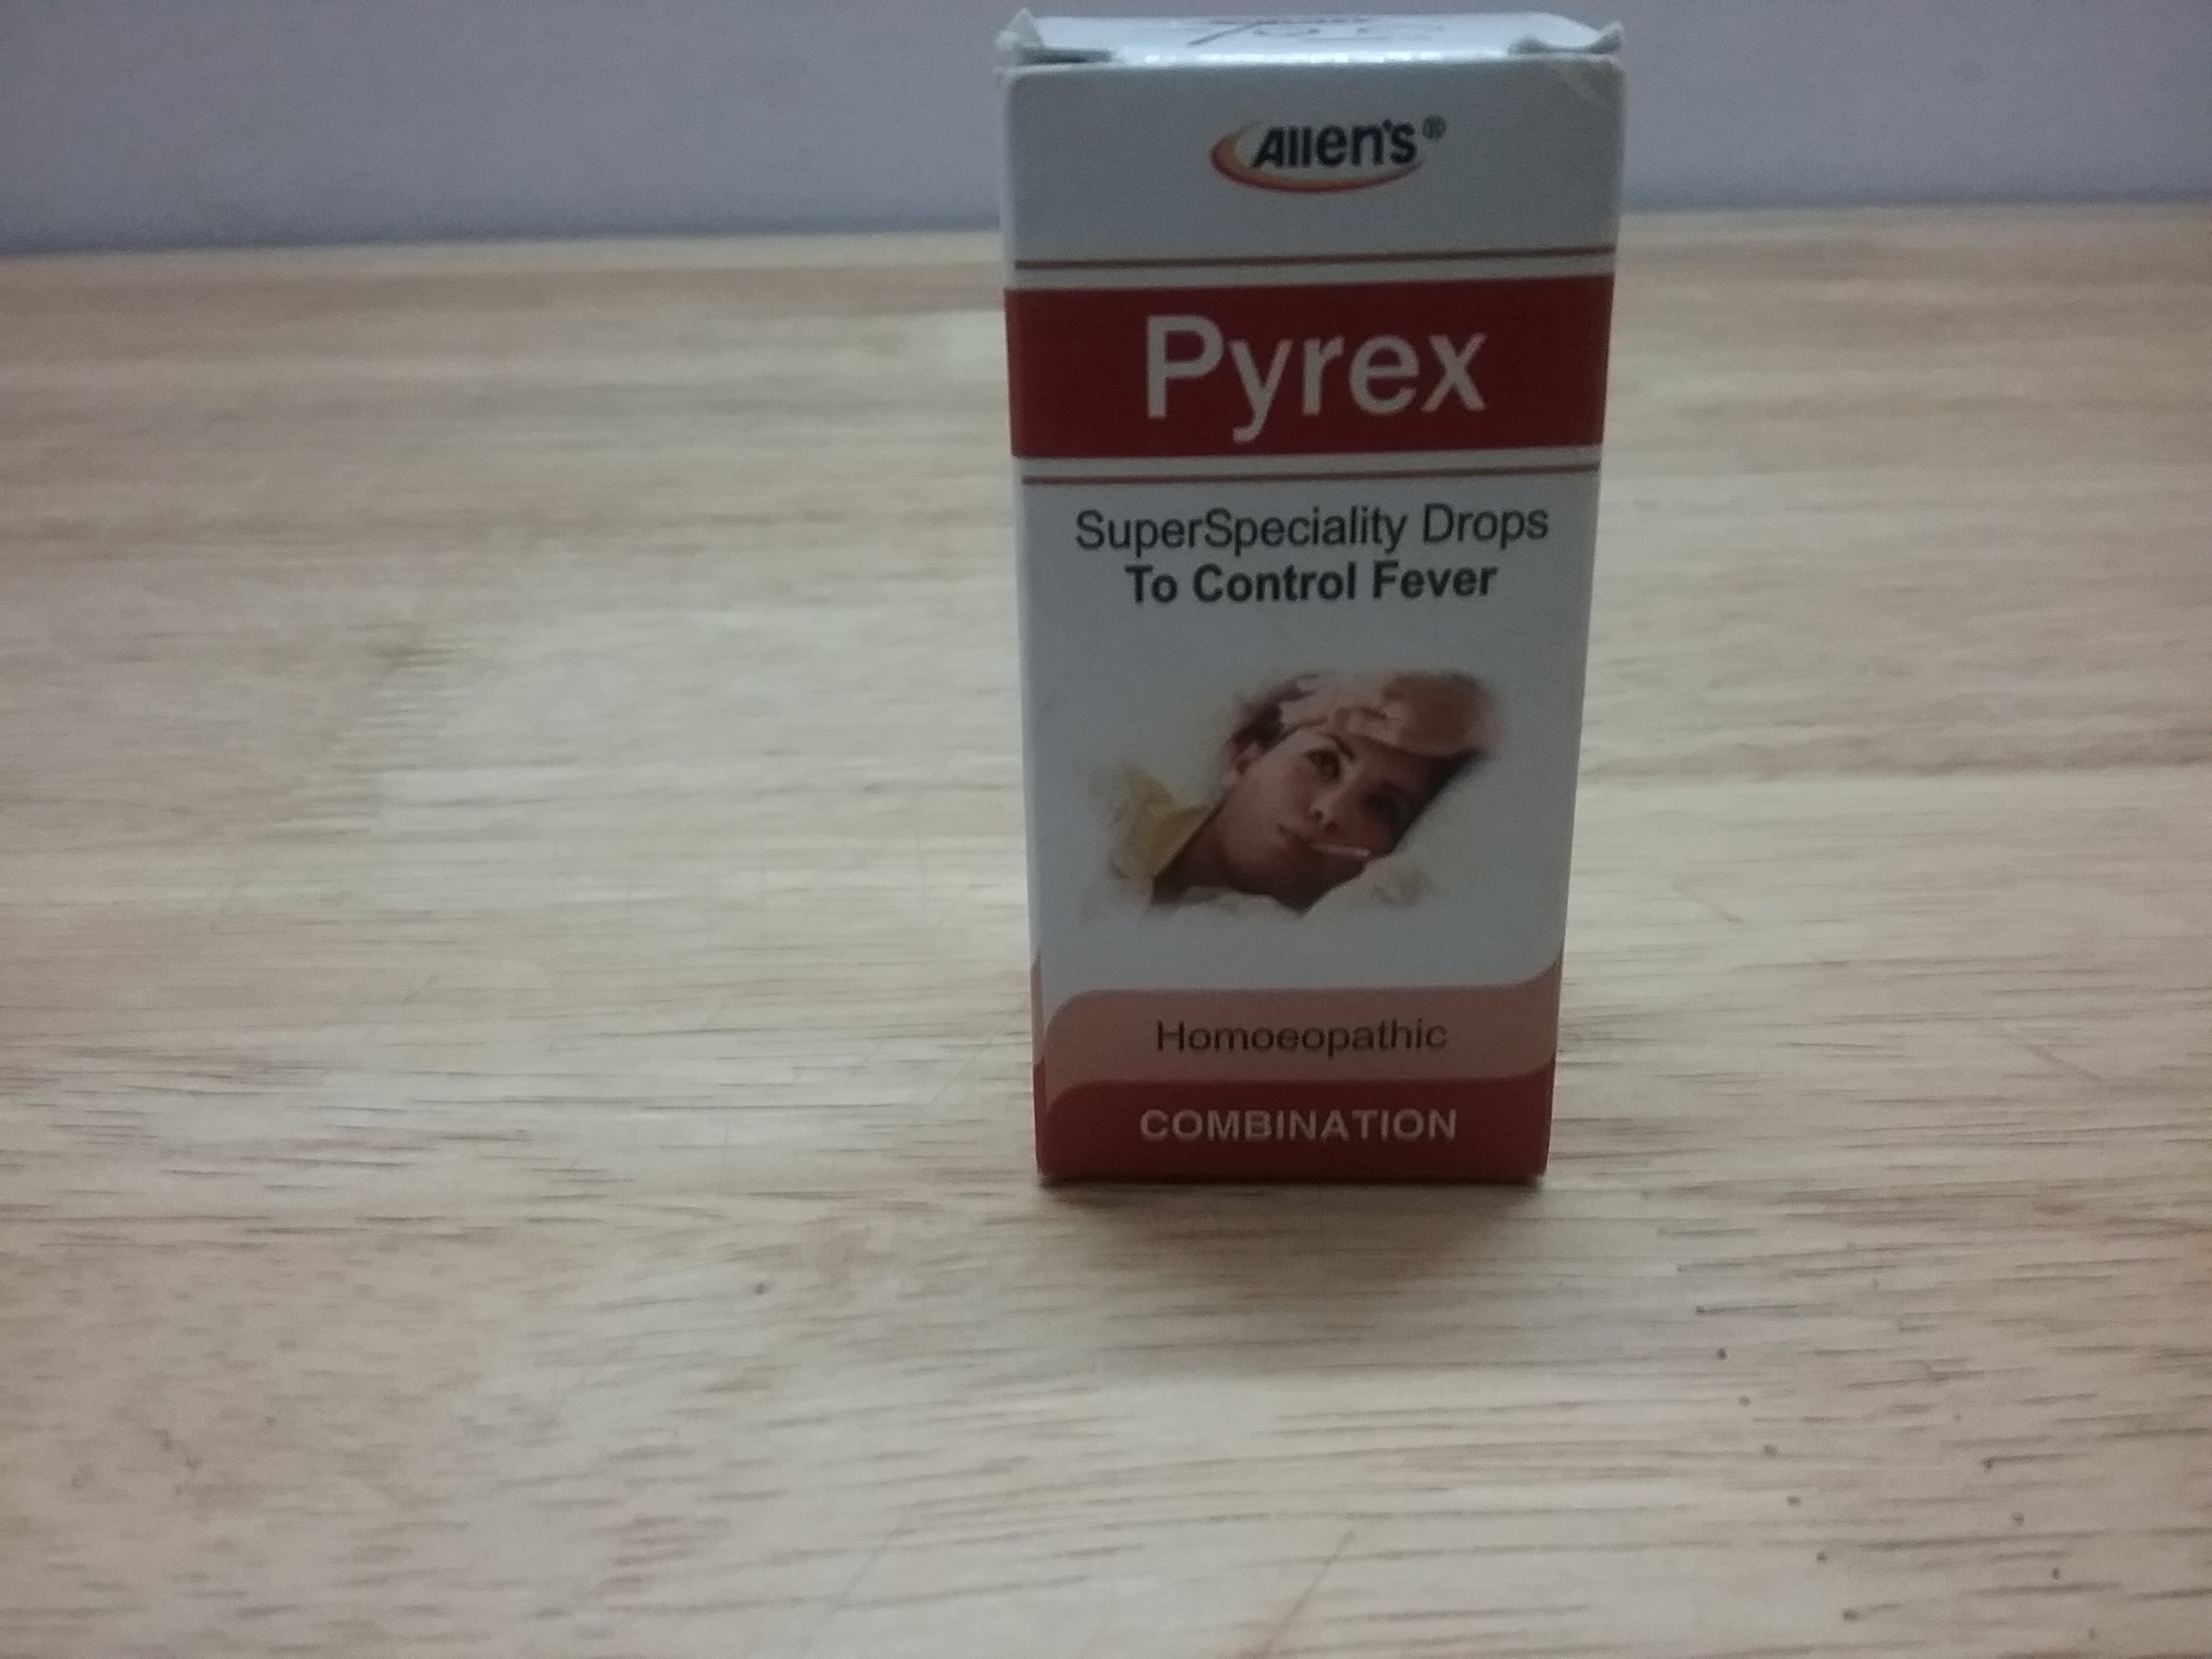 Allen's®
Pyrex
SuperSpeciality Drops
To Control Fever
Homoeopathic
COMBINATION